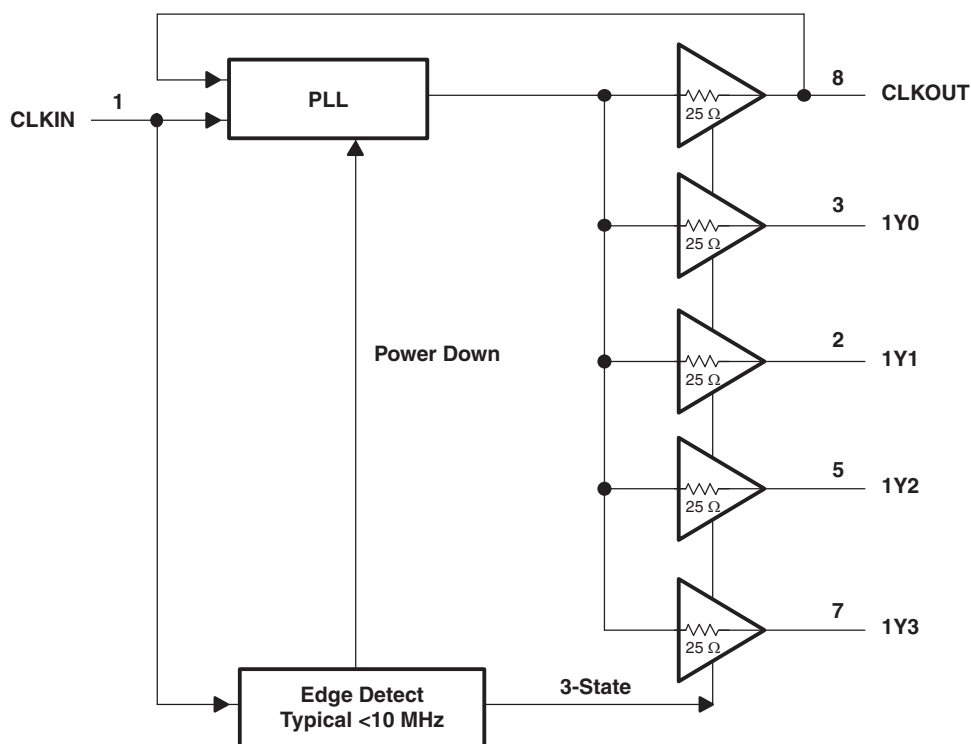 PLL
8
CLKOUT
25 Ω
1
CLKIN
3
1Y0
25 Ω
Power Down
2
1Y1
25 Ω
5
1Y2
25 Ω
7
1Y3
25 Ω
Edge Detect
Typical <10 MHz
3-State